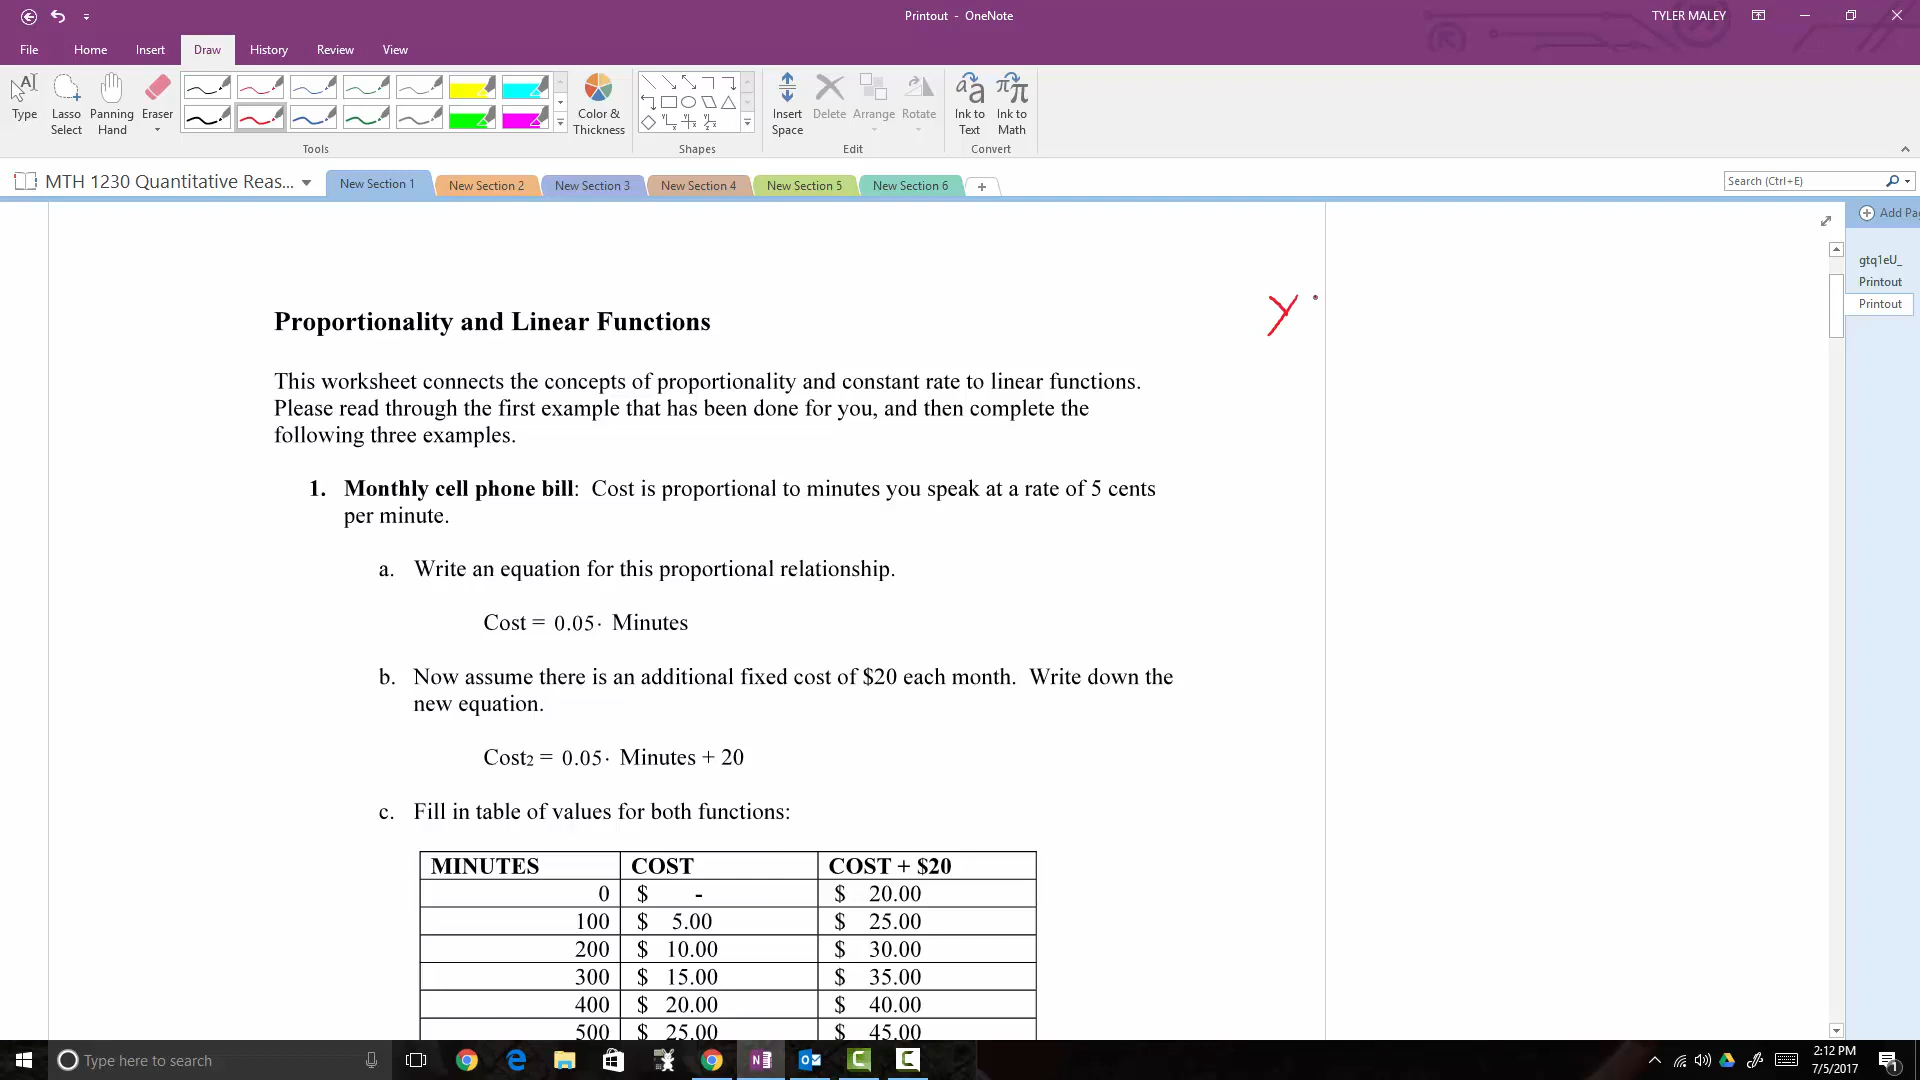 Printout - OneNote
TYLER MALEY
File Home Insert Draw History Review View
Type
Lasso Select
Panning Hand
Eraser
Color & Thickness
Insert Space
Delete
Arrange
Rotate
Ink to Text
Ink to Math
Tools
Shapes
Edit
Convert
MTH 1230 Quantitative Reas...
New Section 1
New Section 2
New Section 3
New Section 4
New Section 5
New Section 6
Search (Ctrl+E)
Add Pag
gtq1eU_
Printout
Printout
y
Proportionality and Linear Functions
This worksheet connects the concepts of proportionality and constant rate to linear functions.
Please read through the first example that has been done for you, and then complete the
following three examples.
1. Monthly cell phone bill: Cost is proportional to minutes you speak at a rate of 5 cents
per minute.
a. Write an equation for this proportional relationship.
Cost = 0.05· Minutes
b. Now assume there is an additional fixed cost of $20 each month. Write down the
new equation.
Cost2 = 0.05· Minutes + 20
c. Fill in table of values for both functions:
MINUTES COST COST + $20
0 $ - $ 20.00
100 $ 5.00 $ 25.00
200 $ 10.00 $ 30.00
300 $ 15.00 $ 35.00
400 $ 20.00 $ 40.00
500 $ 25.00 $ 45.00
Type here to search
2:12 PM
7/5/2017